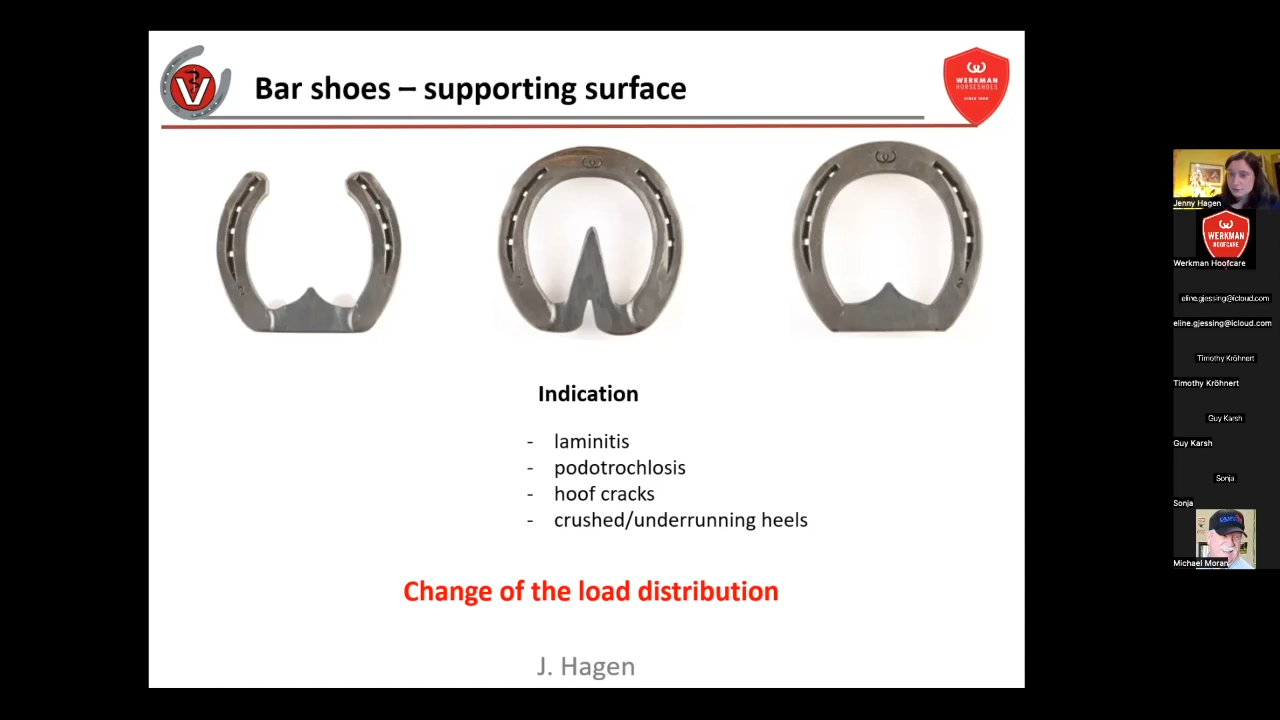 Bar shoes – supporting surface
WERKMAN
HORSESHOES
SINCE 1908
Indication
- laminitis
- podotrochlosis
- hoof cracks
- crushed/underrunning heels
Change of the load distribution
J. Hagen
Jenny Hagen
WERKMAN
HOOFCARE
Werkman Hoofcare
eline.gjessing@icloud.com
eline.gjessing@icloud.com
Timothy Kröhnert
Timothy Kröhnert
Guy Karsh
Guy Karsh
Sonja
Sonja
Michael Moran